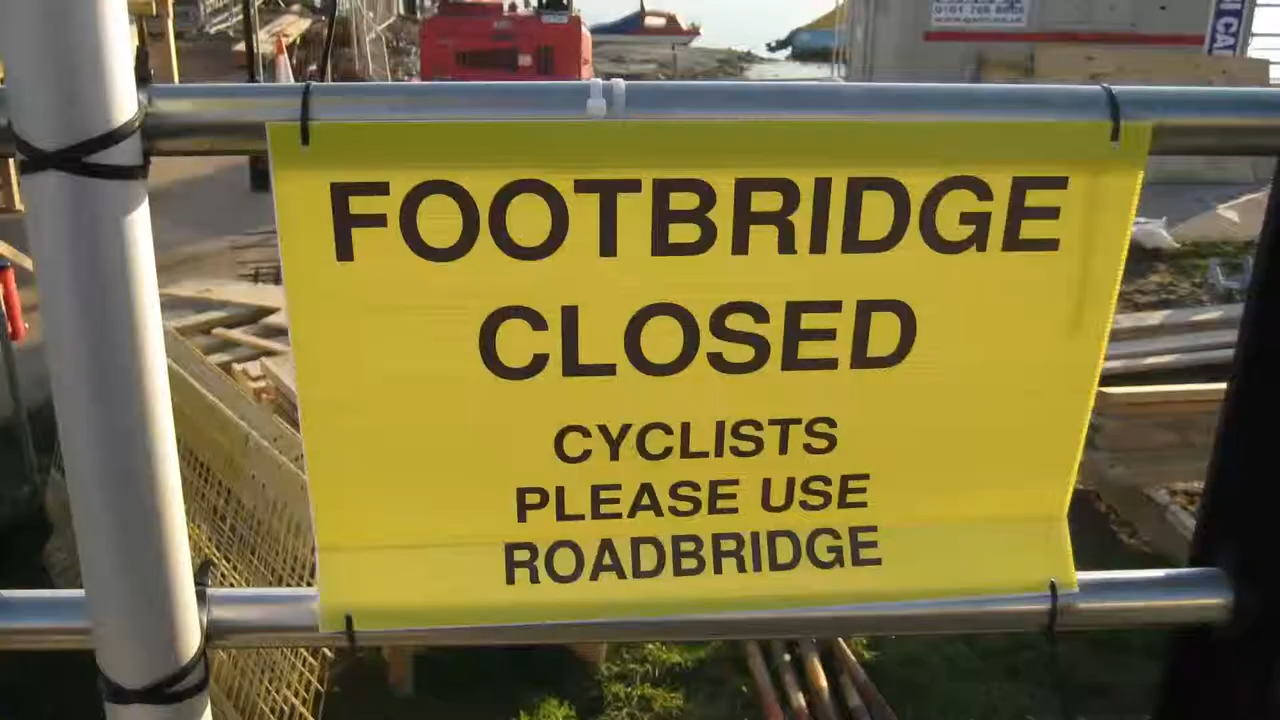 FOOTBRIDGE
CLOSED
CYCLISTS
PLEASE USE
ROADBRIDGE